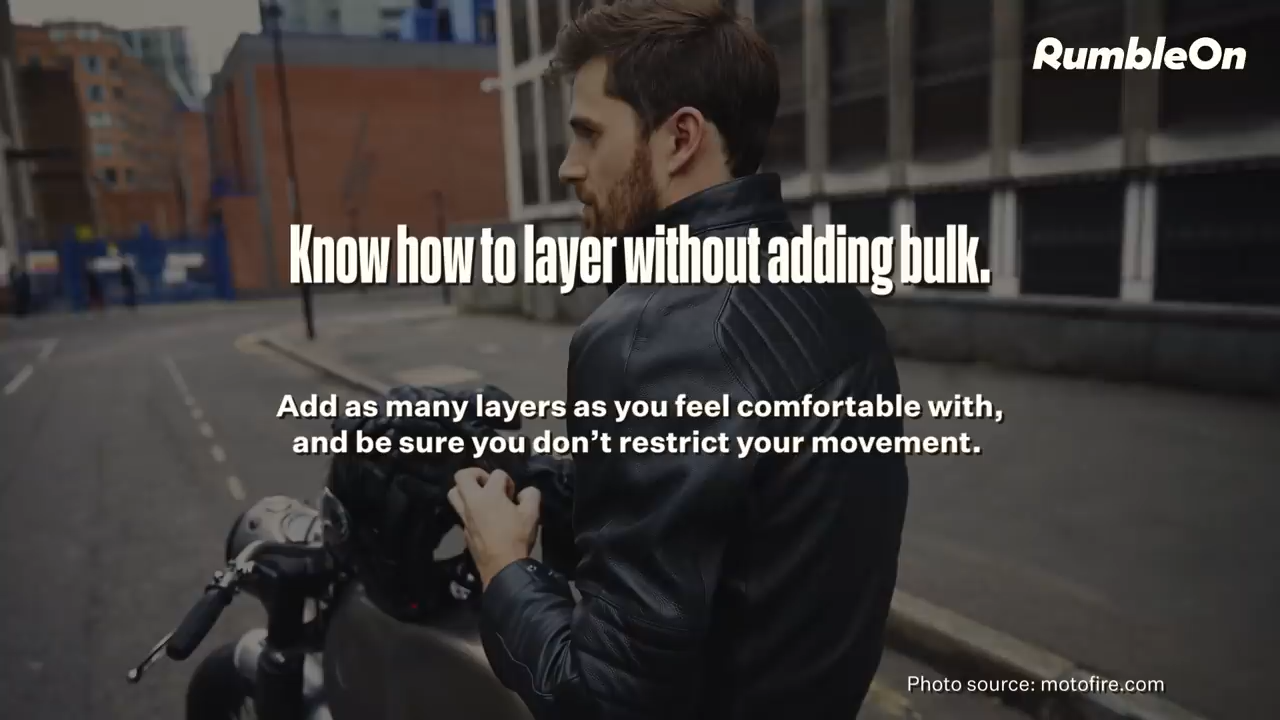 RumbleOn
Know how to layer without adding bulk.
Add as many layers as you feel comfortable with,
and be sure you don’t restrict your movement.
Photo source: motofire.com